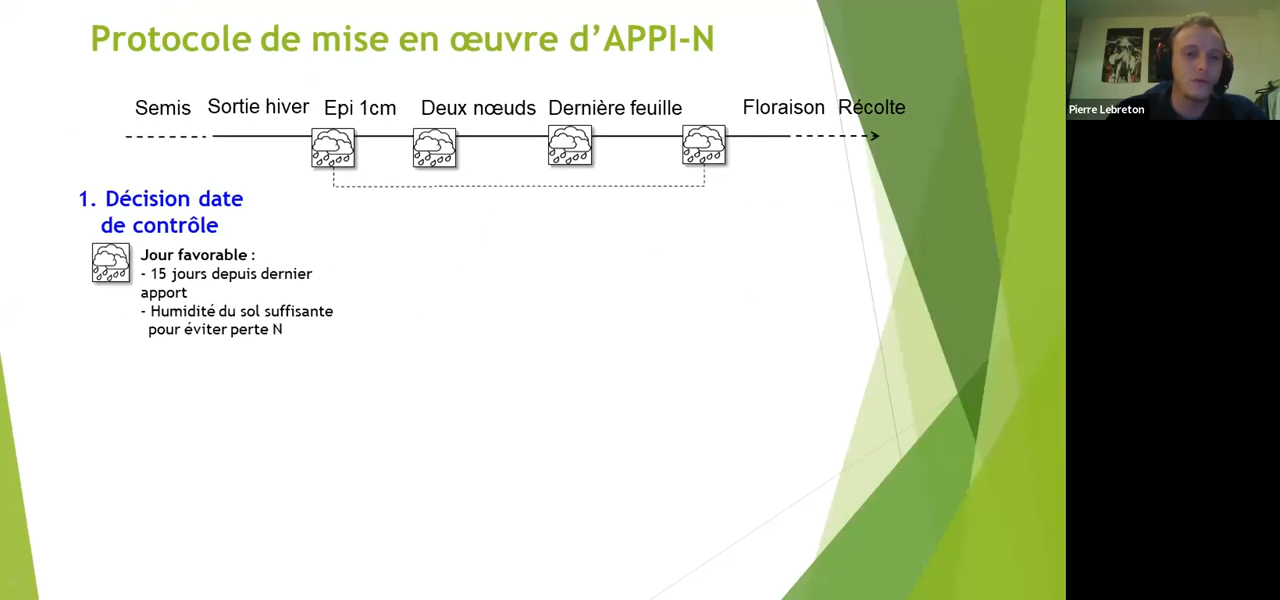 Protocole de mise en œuvre d'APPI-N
Pierre Lebreton
Semis Sortie hiver Epi 1cm Deux nœuds Dernière feuille Floraison Récolte
1. Décision date
de contrôle
Jour favorable :
- 15 jours depuis dernier
apport
- Humidité du sol suffisante
pour éviter perte N